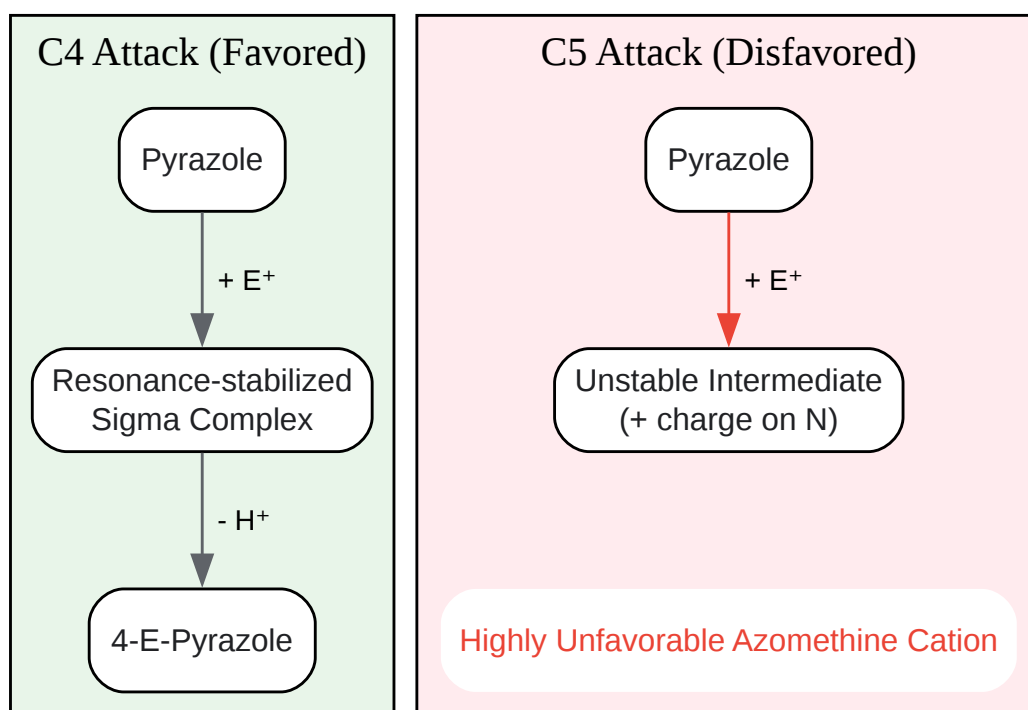 C4 Attack (Favored)
Pyrazole
+ E⁺
Resonance-stabilized
Sigma Complex
- H⁺
4-E-Pyrazole
C5 Attack (Disfavored)
Pyrazole
+ E⁺
Unstable Intermediate
(+ charge on N)
Highly Unfavorable Azomethine Cation